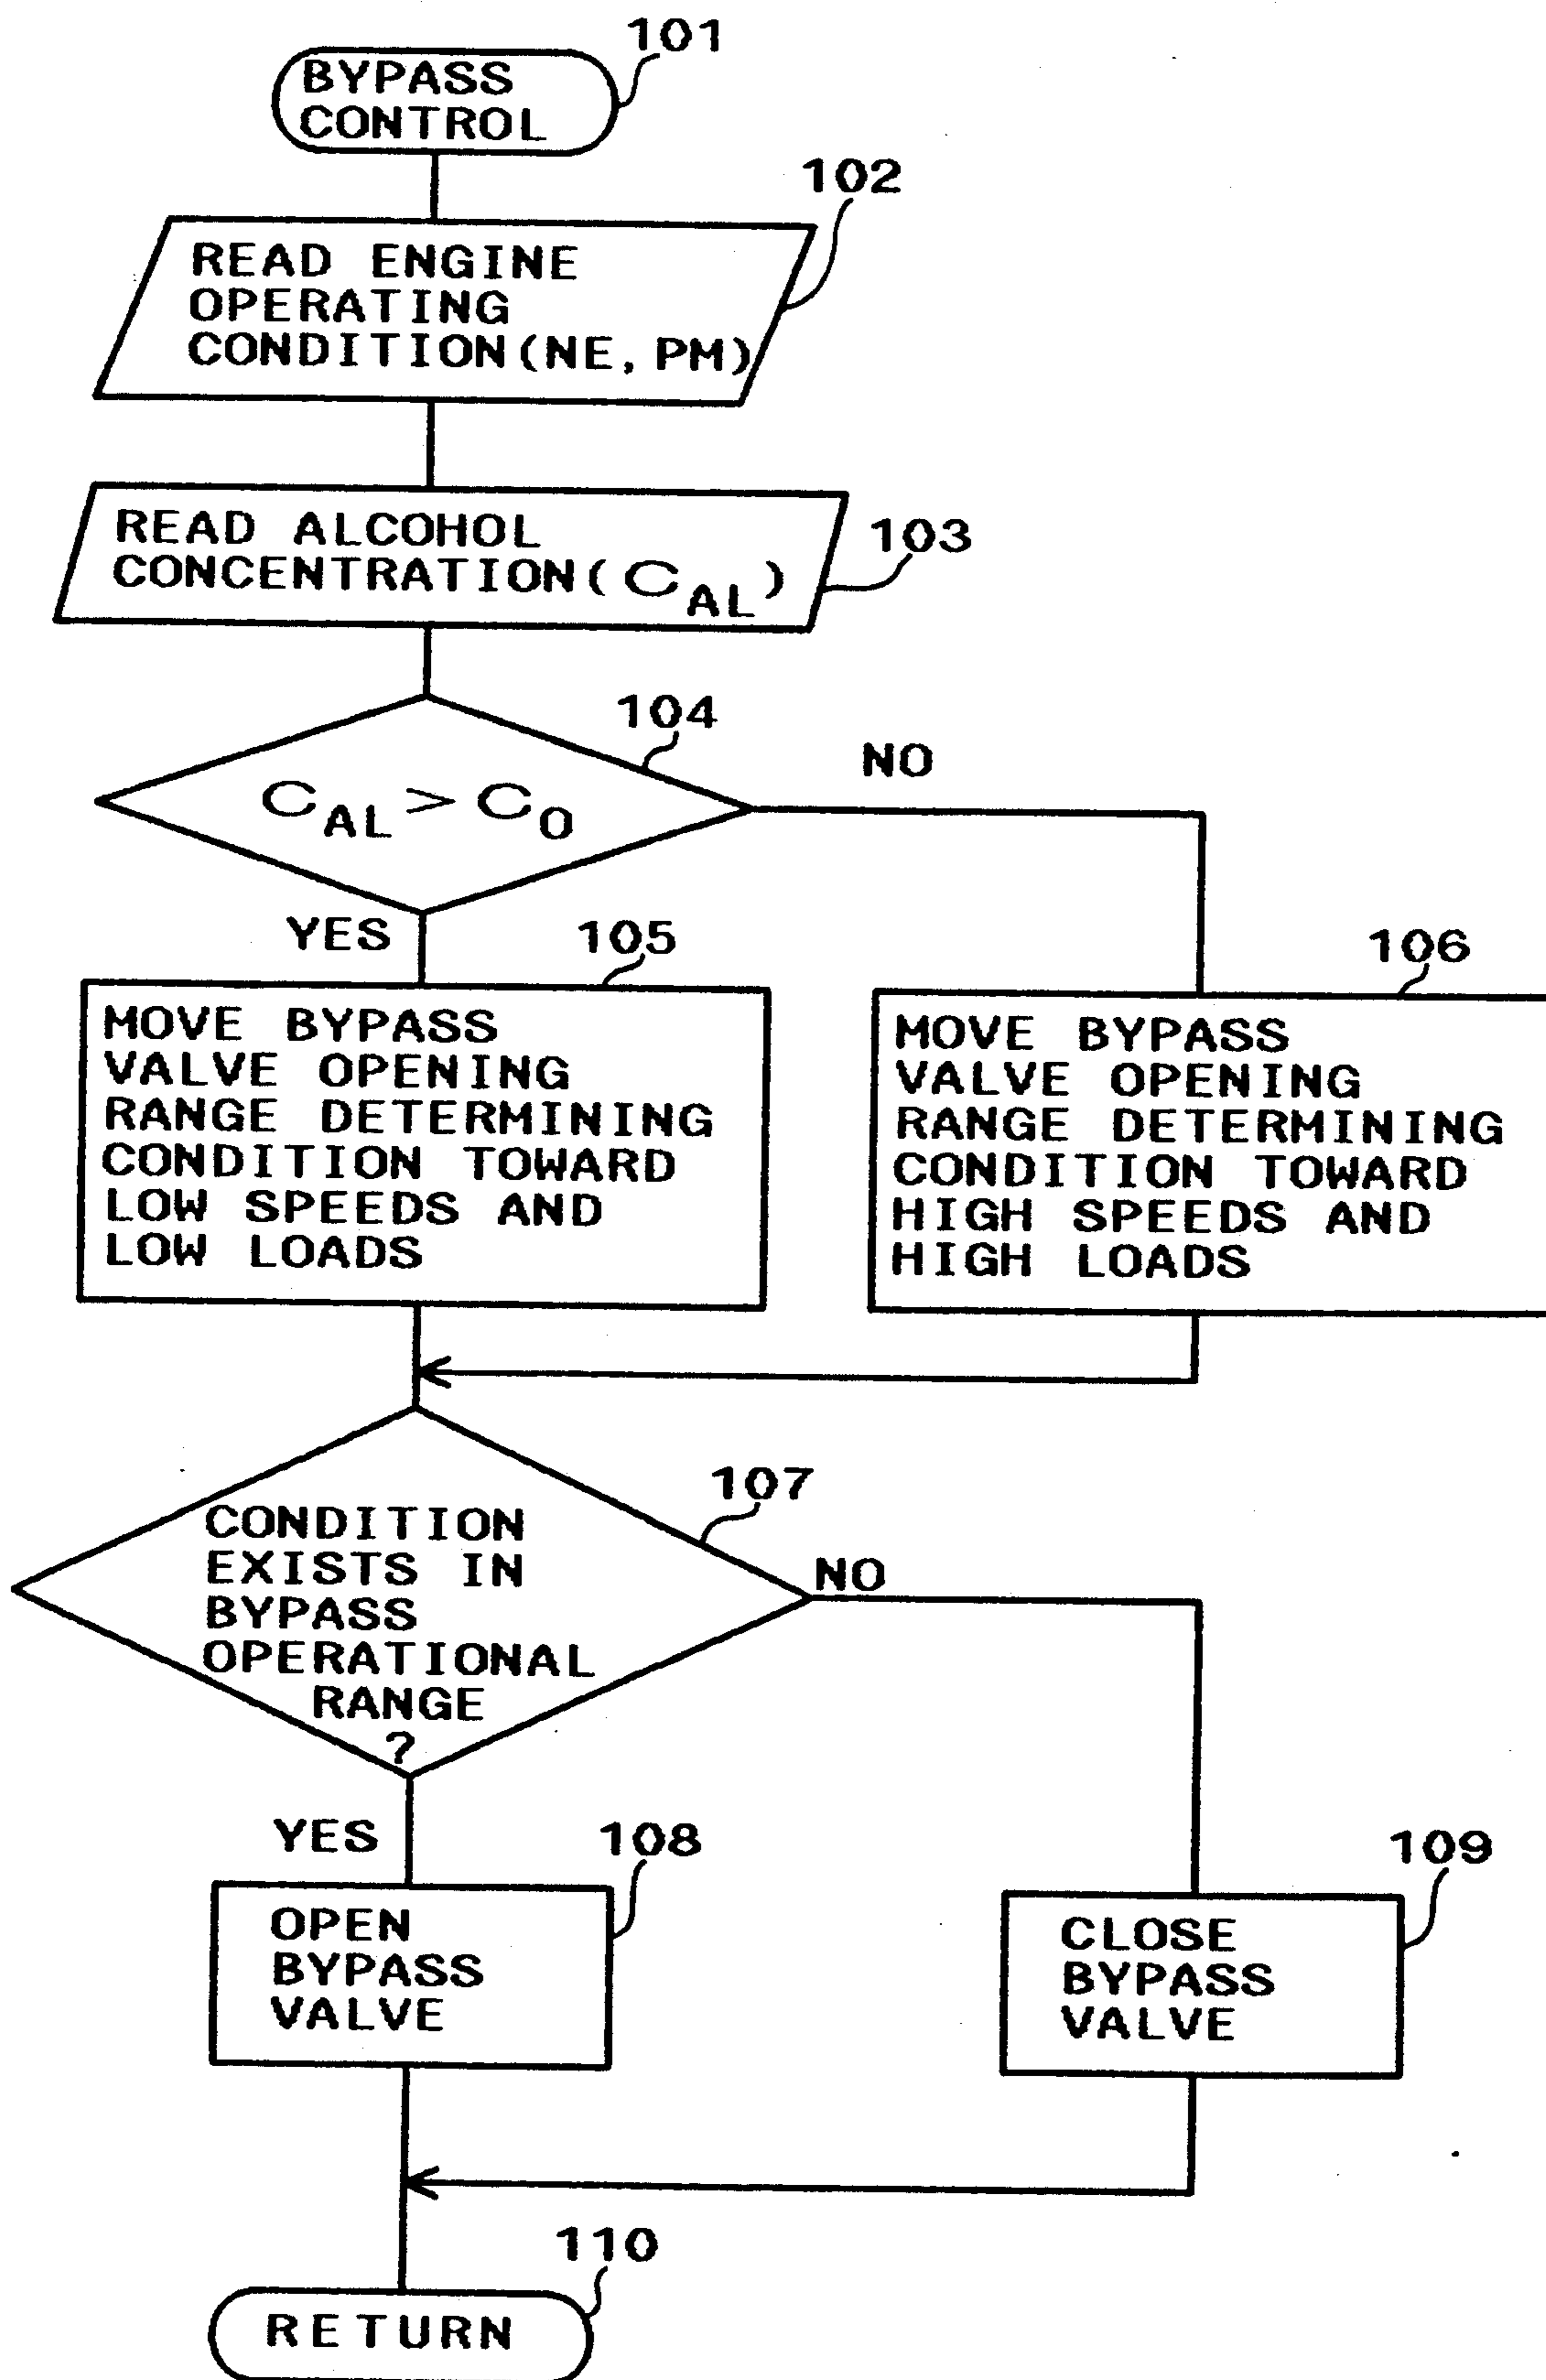 101
BYPASS
CONTROL
102
READ ENGINE
OPERATING
CONDITION(NE, PM)
103
READ ALCOHOL
CONCENTRATION(CAL)
104
CAL > C0
NO
YES
105
MOVE BYPASS
VALVE OPENING
RANGE DETERMINING
CONDITION TOWARD
LOW SPEEDS AND
LOW LOADS
106
MOVE BYPASS
VALVE OPENING
RANGE DETERMINING
CONDITION TOWARD
HIGH SPEEDS AND
HIGH LOADS
107
CONDITION
EXISTS IN
BYPASS
OPERATIONAL
RANGE
?
NO
YES
108
OPEN
BYPASS
VALVE
109
CLOSE
BYPASS
VALVE
110
RETURN